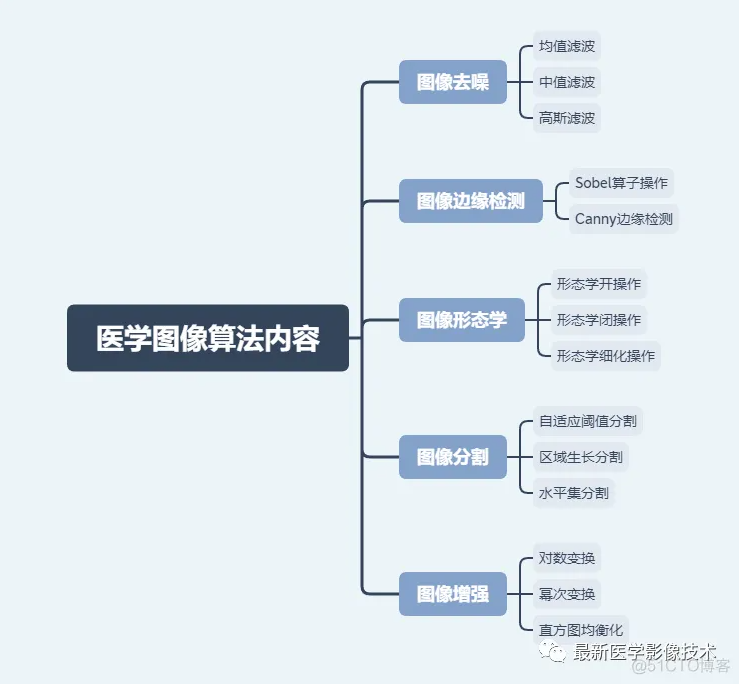 医学图像算法内容
图像去噪
均值滤波
中值滤波
高斯滤波
图像边缘检测
Sobel算子操作
Canny边缘检测
图像形态学
形态学开操作
形态学闭操作
形态学细化操作
图像分割
自适应阈值分割
区域生长分割
水平集分割
图像增强
对数变换
幂次变换
直方图均衡化
最新医学影像技术
@51CTO博客